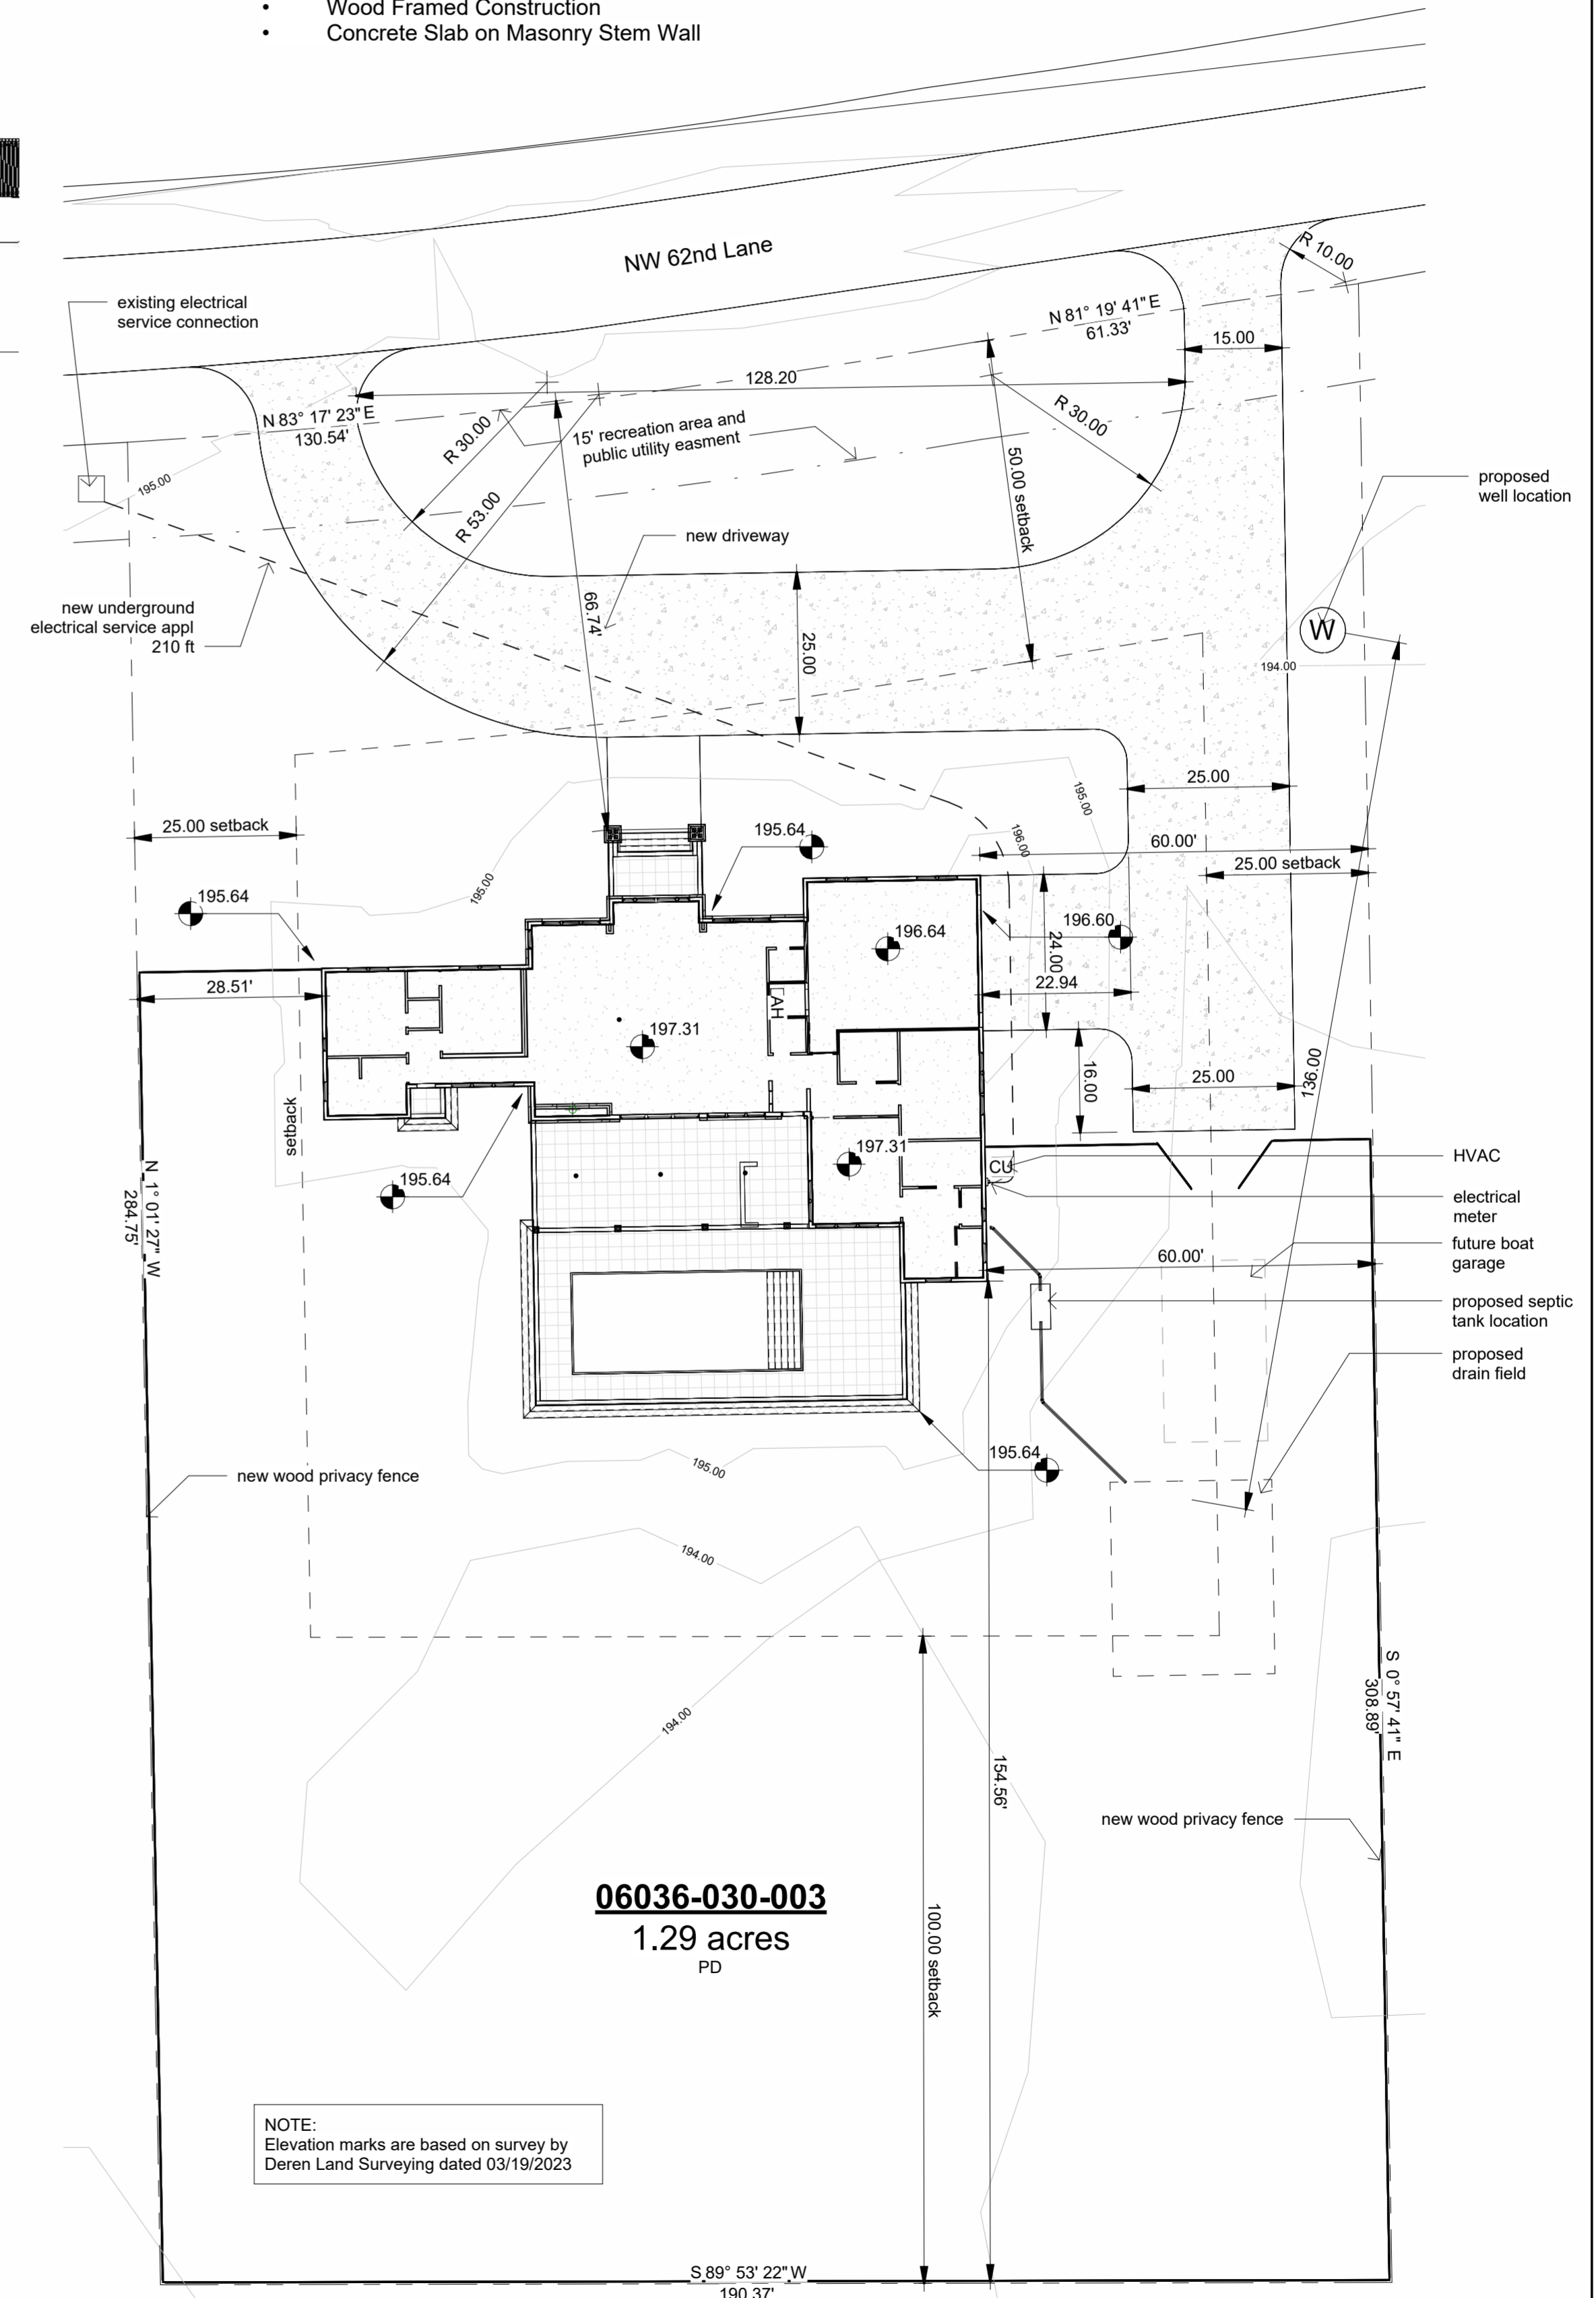 • Wood Framed Construction
• Concrete Slab on Masonry Stem Wall
NW 62nd Lane
R 10.00
existing electrical
service connection
N 81° 19' 41" E
61.33'
15.00
128.20
N 83° 17' 23" E
130.54'
R 30.00
15' recreation area and
public utility easment
R 30.00
50.00 setback
195.00
R 53.00
proposed
well location
new driveway
new underground
electrical service appl
210 ft
66.74'
25.00
W
194.00
25.00
195.00
25.00 setback
195.64
196.00
60.00'
25.00 setback
195.00
195.64
196.64
196.60
24.00
28.51'
22.94
AH
197.31
16.00
25.00
136.00
setback
197.31
CU
HVAC
195.64
electrical
meter
N 1° 01' 27" W
284.75'
future boat
garage
60.00'
proposed septic
tank location
proposed
drain field
195.64
195.00
new wood privacy fence
194.00
S 0° 57' 41" E
308.89'
194.00
154.56'
new wood privacy fence
06036-030-003
1.29 acres
PD
100.00 setback
NOTE:
Elevation marks are based on survey by
Deren Land Surveying dated 03/19/2023
S 89° 53' 22" W
190.37'